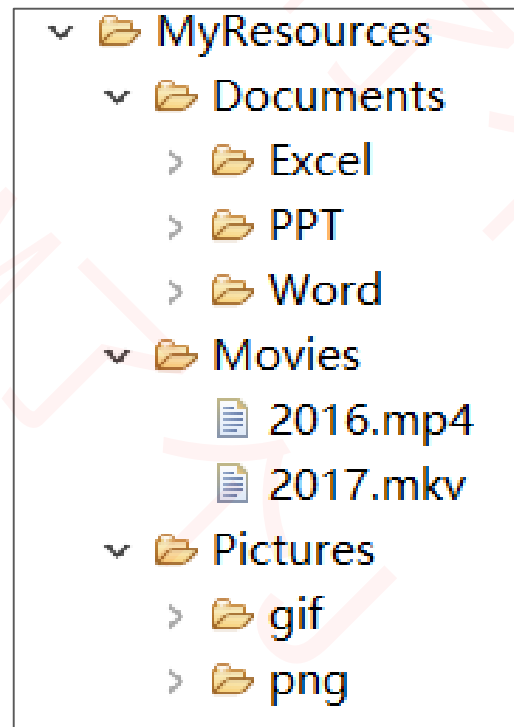 MyResources
Documents
Excel
PPT
Word
Movies
2016.mp4
2017.mkv
Pictures
gif
png